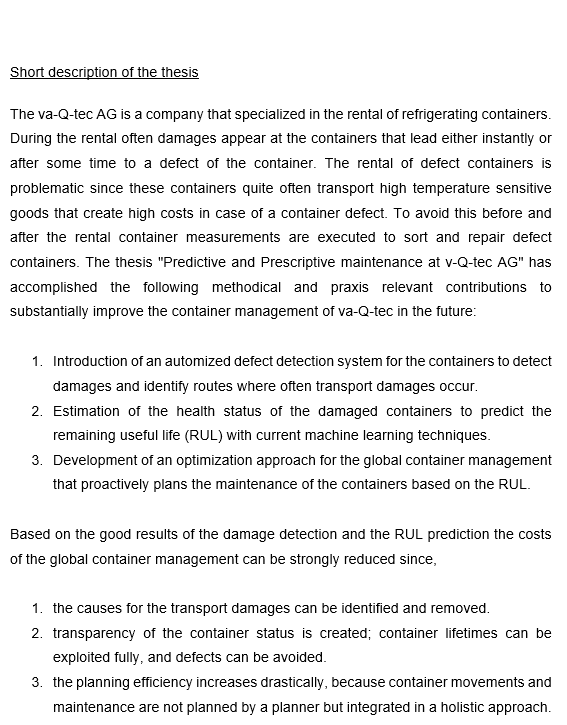 Short description of the thesis
The va-Q-tec AG is a company that specialized in the rental of refrigerating containers.
During the rental often damages appear at the containers that lead either instantly or
after some time to a defect of the container. The rental of defect containers is
problematic since these containers quite often transport high temperature sensitive
goods that create high costs in case of a container defect. To avoid this before and
after the rental container measurements are executed to sort and repair defect
containers. The thesis "Predictive and Prescriptive maintenance at v-Q-tec AG" has
accomplished the following methodical and praxis relevant contributions to
substantially improve the container management of va-Q-tec in the future:
1. Introduction of an automized defect detection system for the containers to detect
damages and identify routes where often transport damages occur.
2. Estimation of the health status of the damaged containers to predict the
remaining useful life (RUL) with current machine learning techniques.
3. Development of an optimization approach for the global container management
that proactively plans the maintenance of the containers based on the RUL.
Based on the good results of the damage detection and the RUL prediction the costs
of the global container management can be strongly reduced since,
1. the causes for the transport damages can be identified and removed.
2. transparency of the container status is created; container lifetimes can be
exploited fully, and defects can be avoided.
3. the planning efficiency increases drastically, because container movements and
maintenance are not planned by a planner but integrated in a holistic approach.